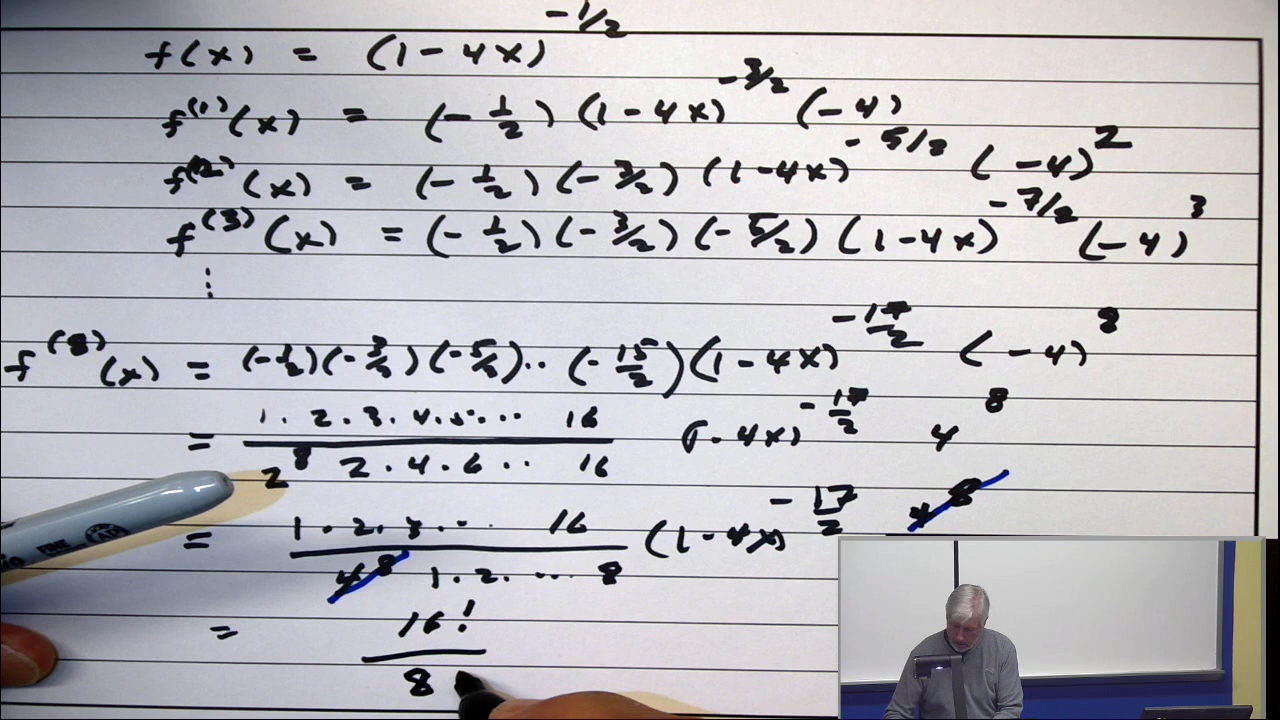 f(x) = (1-4x)^{-1/2}
f^{(1)}(x) = (-1/2)(1-4x)^{-3/2}(-4)
f^{(2)}(x) = (-1/2)(-3/2)(1-4x)^{-5/2}(-4)^2
f^{(3)}(x) = (-1/2)(-3/2)(-5/2)(1-4x)^{-7/2}(-4)^3
⋮
f^{(8)}(x) = (-1/2)(-3/2)(-5/2)..(-15/2)(1-4x)^{-17/2}(-4)^8
= \frac{1.2.3.4.5... 16}{2^8 2.4.6.. 16} (1-4x)^{-17/2} 4^8
= \frac{1.2.3... 16}{4^8 1.2.... 8} (1-4x)^{-17/2} 4^8
= \frac{16!}{8}
FINE